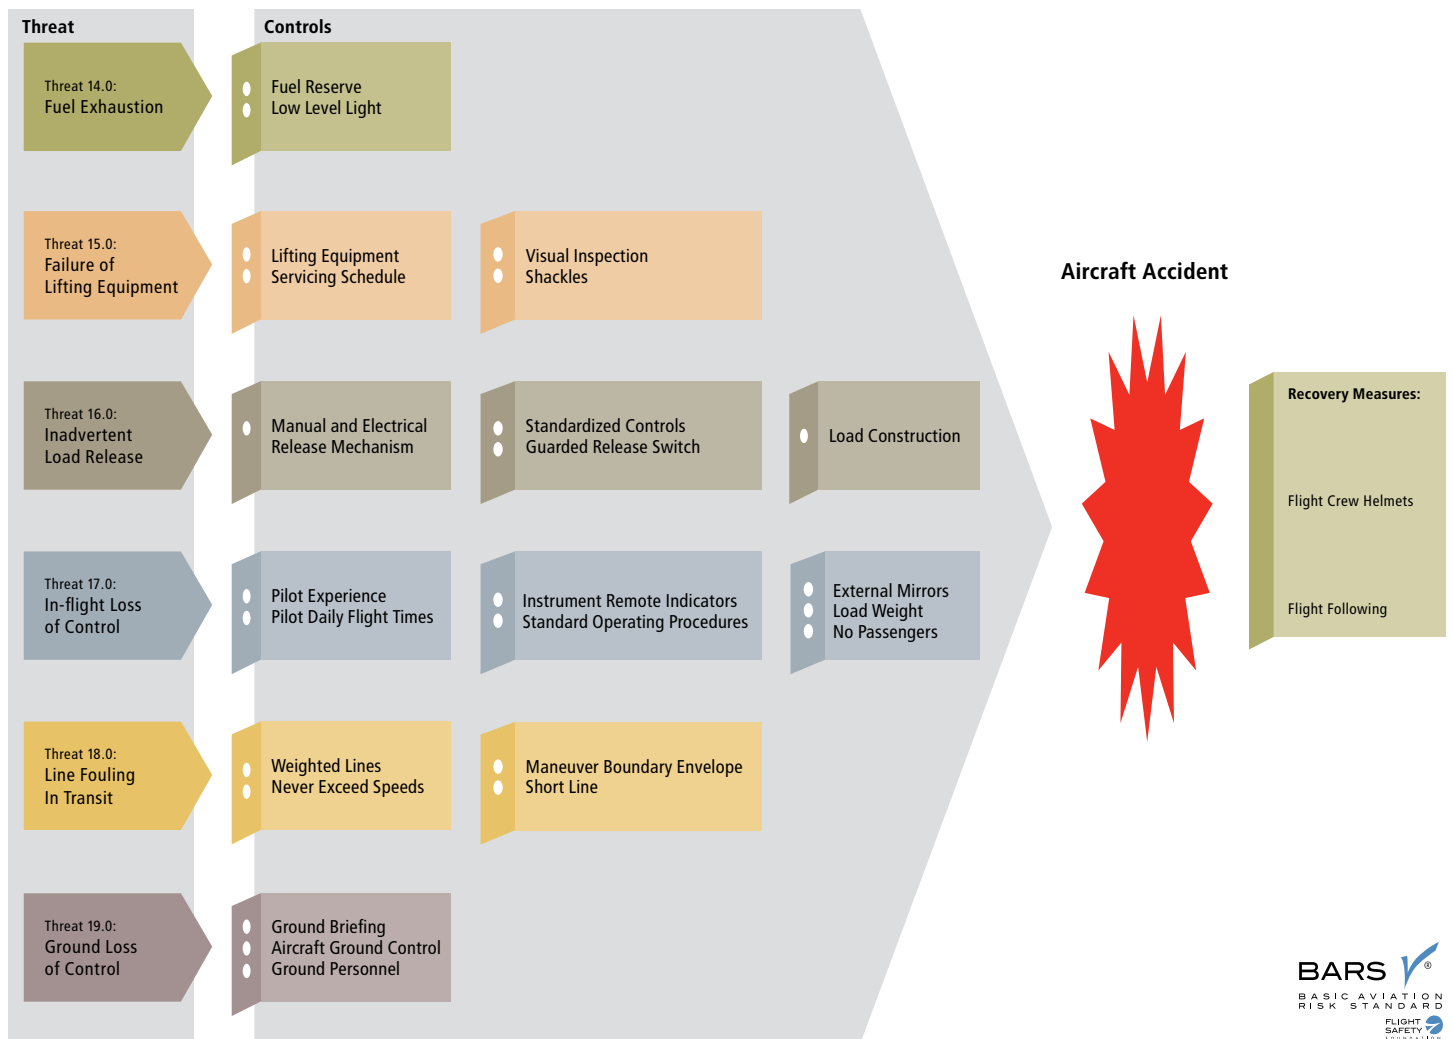 Threat
Controls
Threat 14.0:
Fuel Exhaustion
Fuel Reserve
Low Level Light
Threat 15.0:
Failure of
Lifting Equipment
Lifting Equipment
Servicing Schedule
Visual Inspection
Shackles
Threat 16.0:
Inadvertent
Load Release
Manual and Electrical
Release Mechanism
Standardized Controls
Guarded Release Switch
Load Construction
Threat 17.0:
In-flight Loss
of Control
Pilot Experience
Pilot Daily Flight Times
Instrument Remote Indicators
Standard Operating Procedures
External Mirrors
Load Weight
No Passengers
Threat 18.0:
Line Fouling
In Transit
Weighted Lines
Never Exceed Speeds
Maneuver Boundary Envelope
Short Line
Threat 19.0:
Ground Loss
of Control
Ground Briefing
Aircraft Ground Control
Ground Personnel
Aircraft Accident
Recovery Measures:
Flight Crew Helmets
Flight Following
BARS ®
BASIC AVIATION
RISK STANDARD
FLIGHT
SAFETY
FOUNDATION